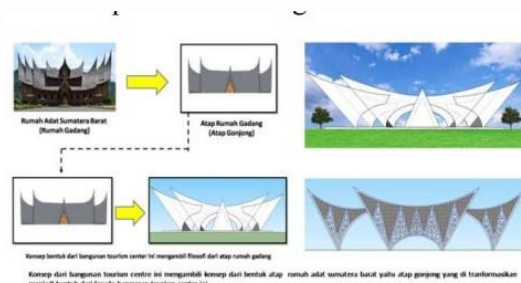 Rumah Adat Sumatera Barat
(Rumah Gadang)
Atap Rumah Gadang
(Atap Gonjong)
Konsep bentuk dari bangunan tourism center ini mengambil filosofi dari atap rumah gadang
Konsep dari bangunan tourism centre ini mengambil konsep dari bentuk atap rumah adat sumatera barat yaitu atap gonjong yang di tranformasikan